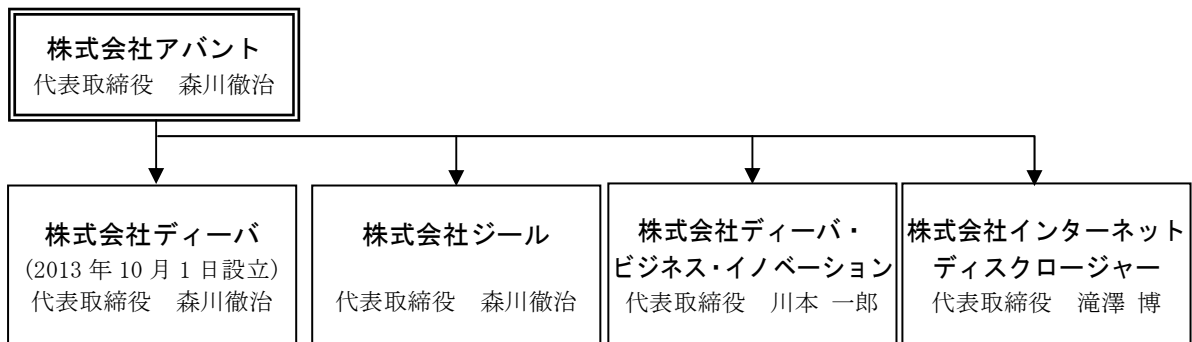 株式会社アバント
代表取締役　森川徹治
株式会社ディーバ
(2013 年 10 月 1 日設立)
代表取締役　森川徹治
株式会社ジール
代表取締役　森川徹治
株式会社ディーバ・
ビジネス・イノベーション
代表取締役　川本 一郎
株式会社インターネット
ディスクロージャー
代表取締役　滝澤 博